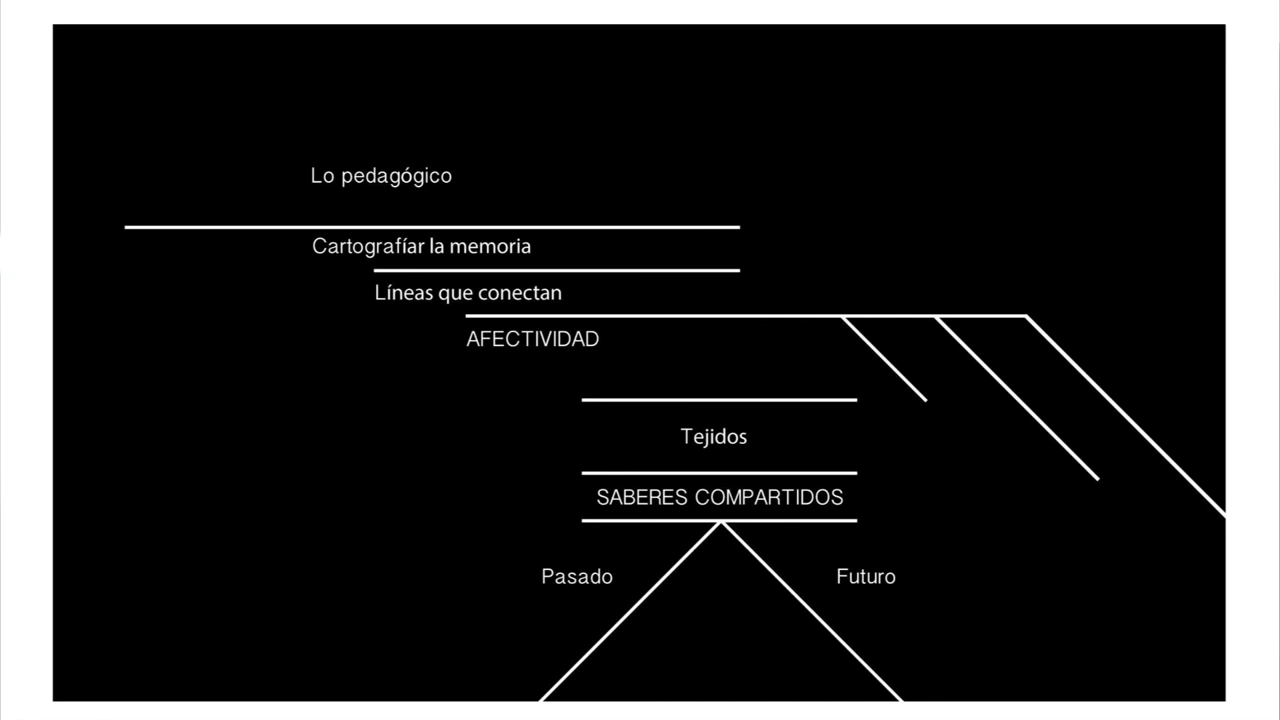 Lo pedagógico
Cartografíar la memoria
Líneas que conectan
AFECTIVIDAD
Tejidos
SABERES COMPARTIDOS
Pasado
Futuro